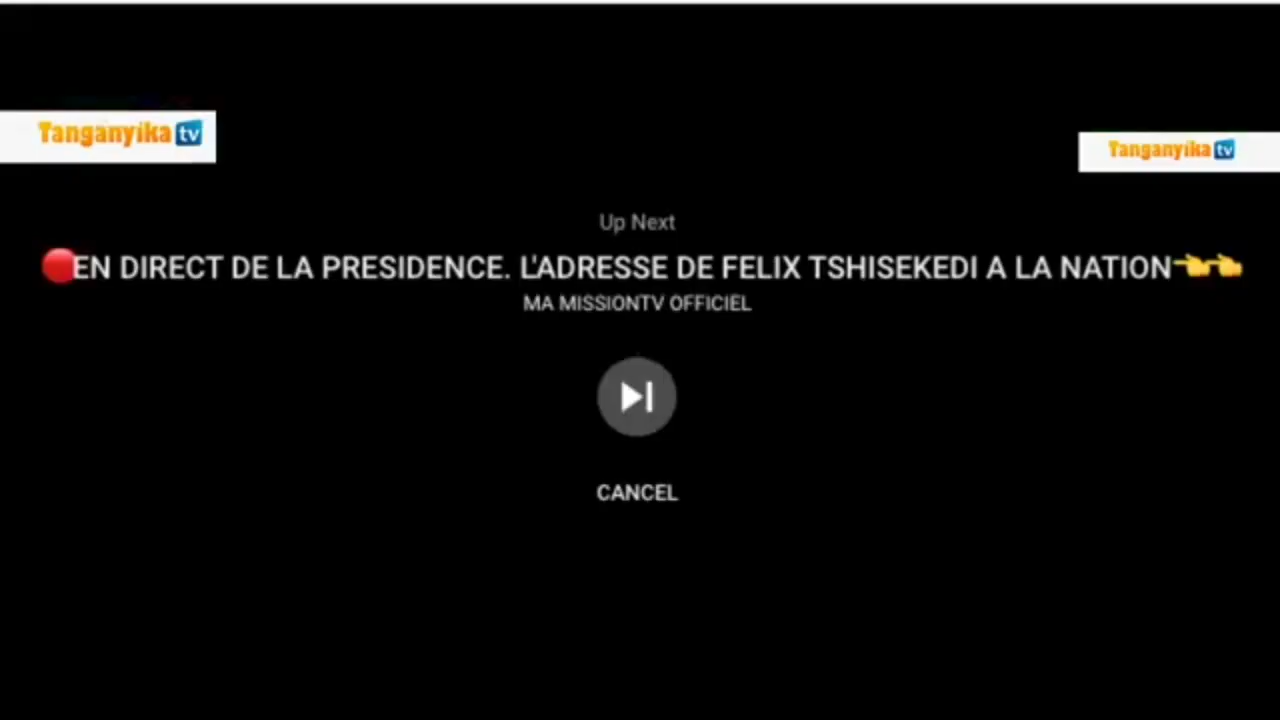 Tanganyika tv
Tanganyika tv
Up Next
🔴EN DIRECT DE LA PRESIDENCE. L'ADRESSE DE FELIX TSHISEKEDI A LA NATION👈👈
MA MISSIONTV OFFICIEL
CANCEL